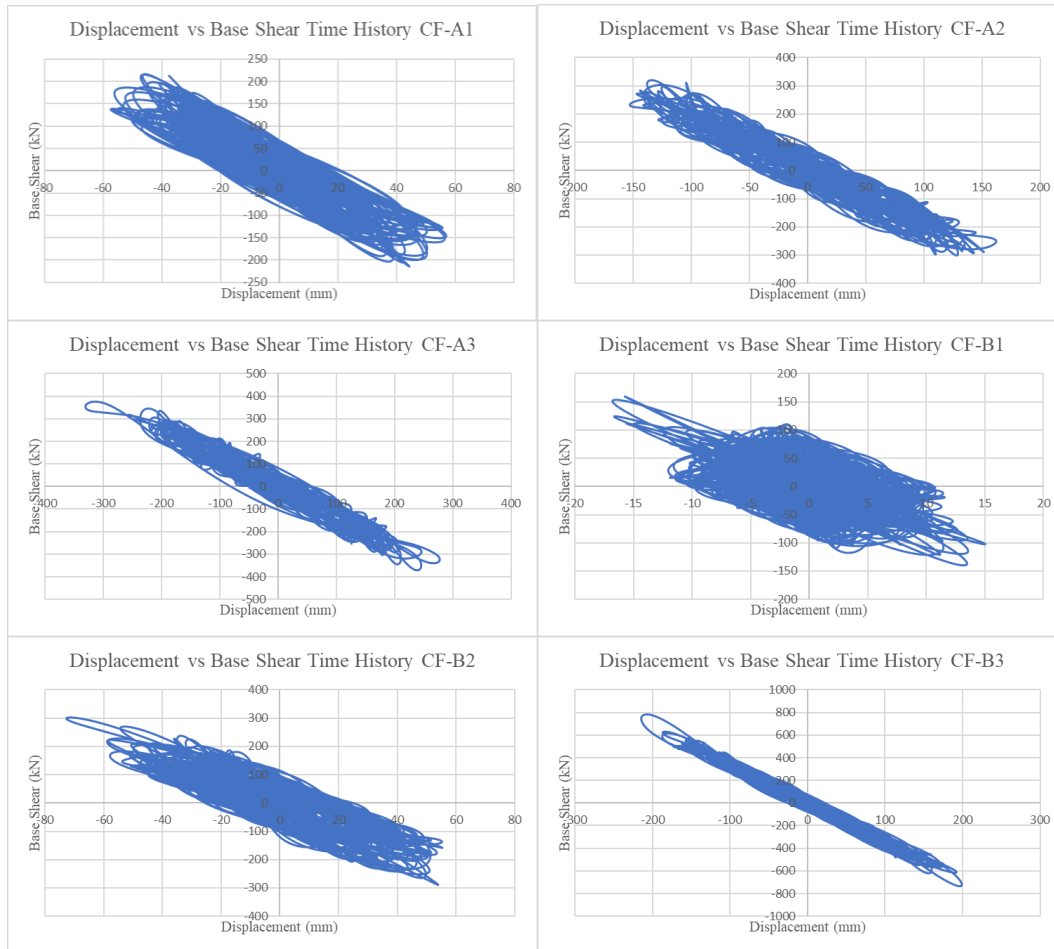 Displacement vs Base Shear Time History CF-A1
Base Shear (kN)
250
200
150
100
50
0
-50
-100
-150
-200
-250
-80 -60 -40 -20 0 20 40 60 80
Displacement (mm)
Displacement vs Base Shear Time History CF-A2
Base Shear (kN)
400
300
200
100
0
-100
-200
-300
-400
-200 -150 -100 -50 0 50 100 150 200
Displacement (mm)
Displacement vs Base Shear Time History CF-A3
Base Shear (kN)
500
400
300
200
100
0
-100
-200
-300
-400
-500
-400 -300 -200 -100 0 100 200 300 400
Displacement (mm)
Displacement vs Base Shear Time History CF-B1
Base Shear (kN)
200
150
100
50
0
-50
-100
-150
-200
-20 -15 -10 -5 0 5 10 15 20
Displacement (mm)
Displacement vs Base Shear Time History CF-B2
Base Shear (kN)
400
300
200
100
0
-100
-200
-300
-400
-80 -60 -40 -20 0 20 40 60 80
Displacement (mm)
Displacement vs Base Shear Time History CF-B3
Base Shear (kN)
1000
800
600
400
200
0
-200
-400
-600
-800
-1000
-300 -200 -100 0 100 200 300
Displacement (mm)